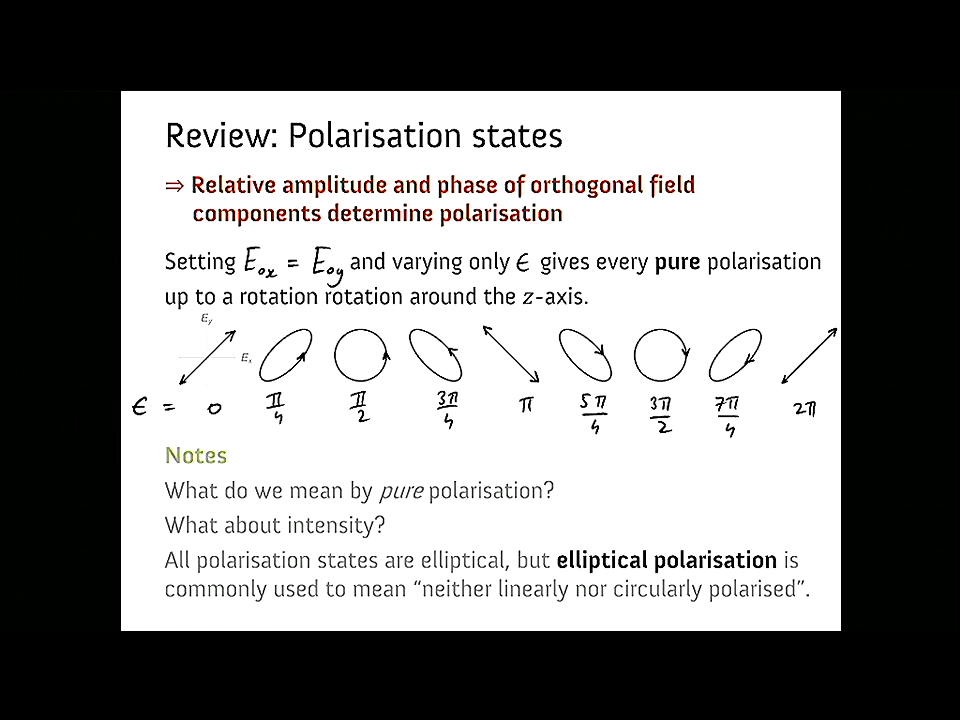 Review: Polarisation states
⇒ Relative amplitude and phase of orthogonal field
components determine polarisation
Setting E₀ₓ = E₀ᵧ and varying only ϵ gives every pure polarisation
up to a rotation rotation around the z-axis.
E_y
E_x
ϵ = 0 π/4 π/2 3π/4 π 5π/4 3π/2 7π/4 2π
Notes
What do we mean by pure polarisation?
What about intensity?
All polarisation states are elliptical, but elliptical polarisation is
commonly used to mean “neither linearly nor circularly polarised”.